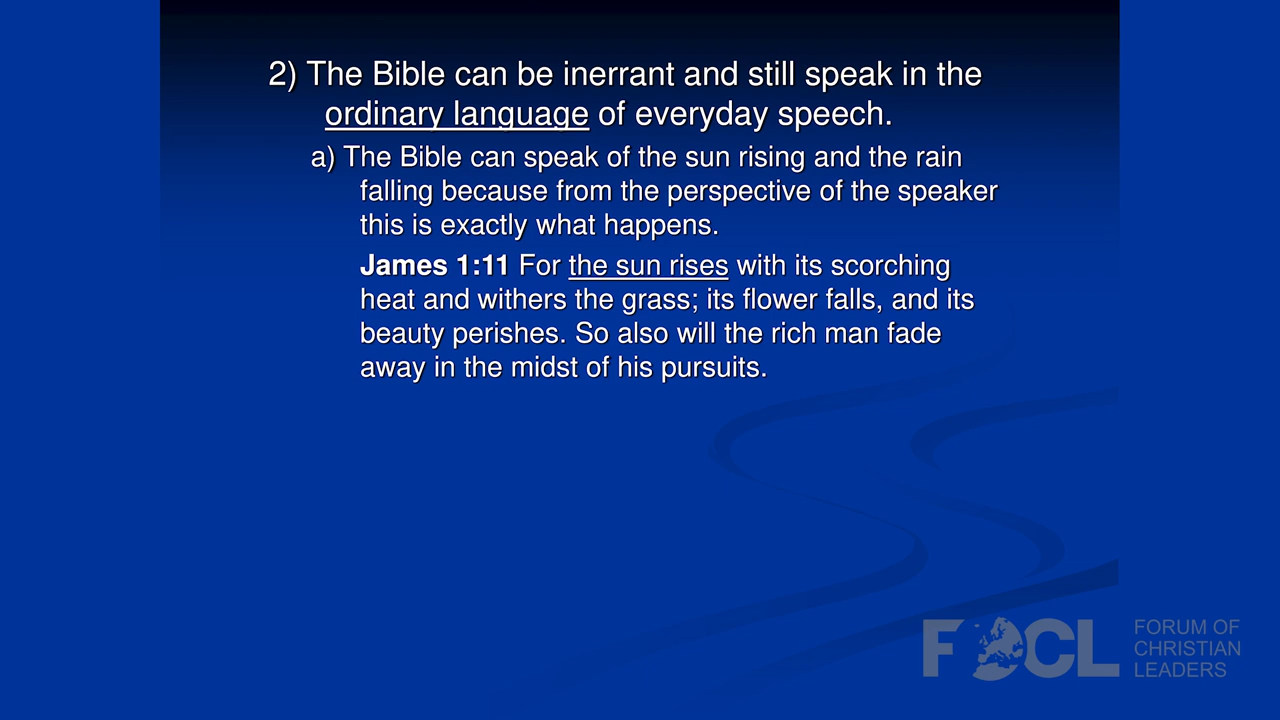 2) The Bible can be inerrant and still speak in the
ordinary language of everyday speech.
a) The Bible can speak of the sun rising and the rain
falling because from the perspective of the speaker
this is exactly what happens.
James 1:11 For the sun rises with its scorching
heat and withers the grass; its flower falls, and its
beauty perishes. So also will the rich man fade
away in the midst of his pursuits.
FOCL
FORUM OF
CHRISTIAN
LEADERS